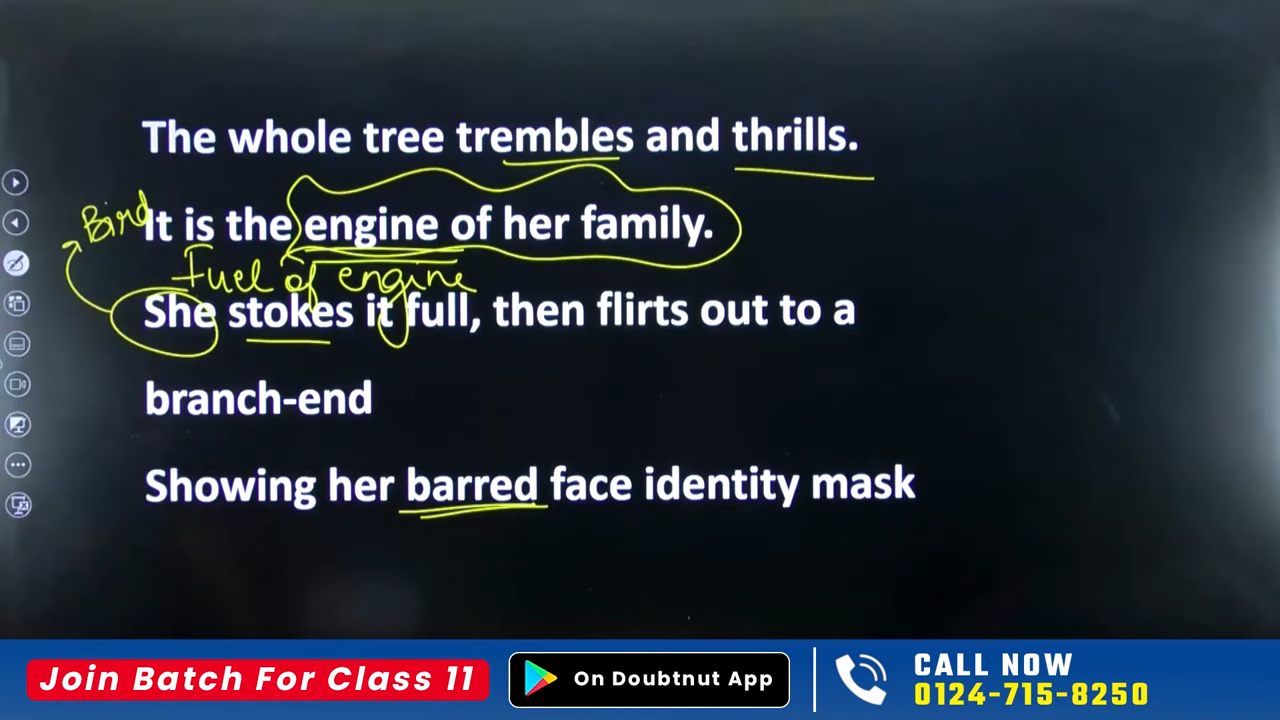 The whole tree trembles and thrills.
Bird
It is the engine of her family.
Fuel of engine
She stokes it full, then flirts out to a
branch-end
Showing her barred face identity mask
Join Batch For Class 11
On Doubtnut App
CALL NOW
0124-715-8250